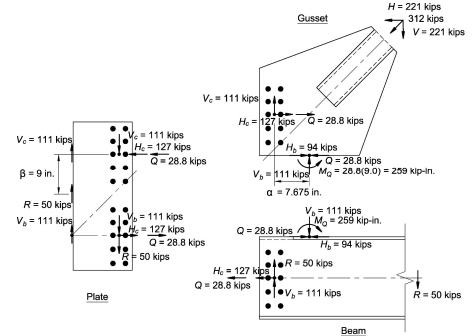 H = 221 kips
312 kips
V = 221 kips
Gusset
V_c = 111 kips
H_c = 127 kips
Q = 28.8 kips
H_b = 94 kips
V_b = 111 kips
Q = 28.8 kips
M_Q = 28.8(9.0) = 259 kip-in.
α = 7.675 in.
V_c = 111 kips
V_c = 111 kips
H_c = 127 kips
Q = 28.8 kips
β = 9 in.
R = 50 kips
V_b = 111 kips
V_b = 111 kips
H_c = 127 kips
Q = 28.8 kips
R = 50 kips
Plate
V_b = 111 kips
M_Q = 259 kip-in.
Q = 28.8 kips
H_b = 94 kips
H_c = 127 kips
Q = 28.8 kips
R = 50 kips
V_b = 111 kips
R = 50 kips
Beam